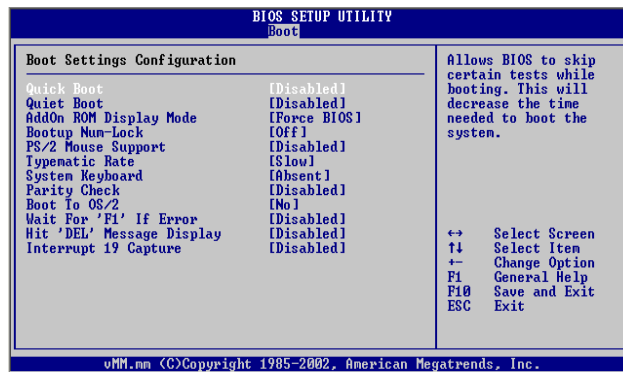 BIOS SETUP UTILITY
Boot
Boot Settings Configuration
Quick Boot [Disabled]
Quiet Boot [Disabled]
AddOn ROM Display Mode [Force BIOS]
Bootup Num-Lock [Off]
PS/2 Mouse Support [Disabled]
Typematic Rate [Slow]
System Keyboard [Absent]
Parity Check [Disabled]
Boot To OS/2 [No]
Wait For 'F1' If Error [Disabled]
Hit 'DEL' Message Display [Disabled]
Interrupt 19 Capture [Disabled]
Allows BIOS to skip
certain tests while
booting. This will
decrease the time
needed to boot the
system.
↔ Select Screen
↑↓ Select Item
+- Change Option
F1 General Help
F10 Save and Exit
ESC Exit
vMM.mm (C)Copyright 1985-2002, American Megatrends, Inc.